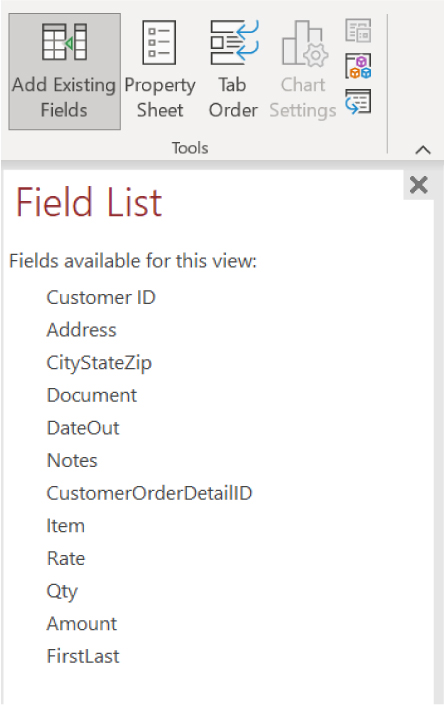 Add Existing Property Tab Chart
Fields Sheet Order Settings
Tools
Field List
Fields available for this view:
Customer ID
Address
CityStateZip
Document
DateOut
Notes
CustomerOrderDetailID
Item
Rate
Qty
Amount
FirstLast